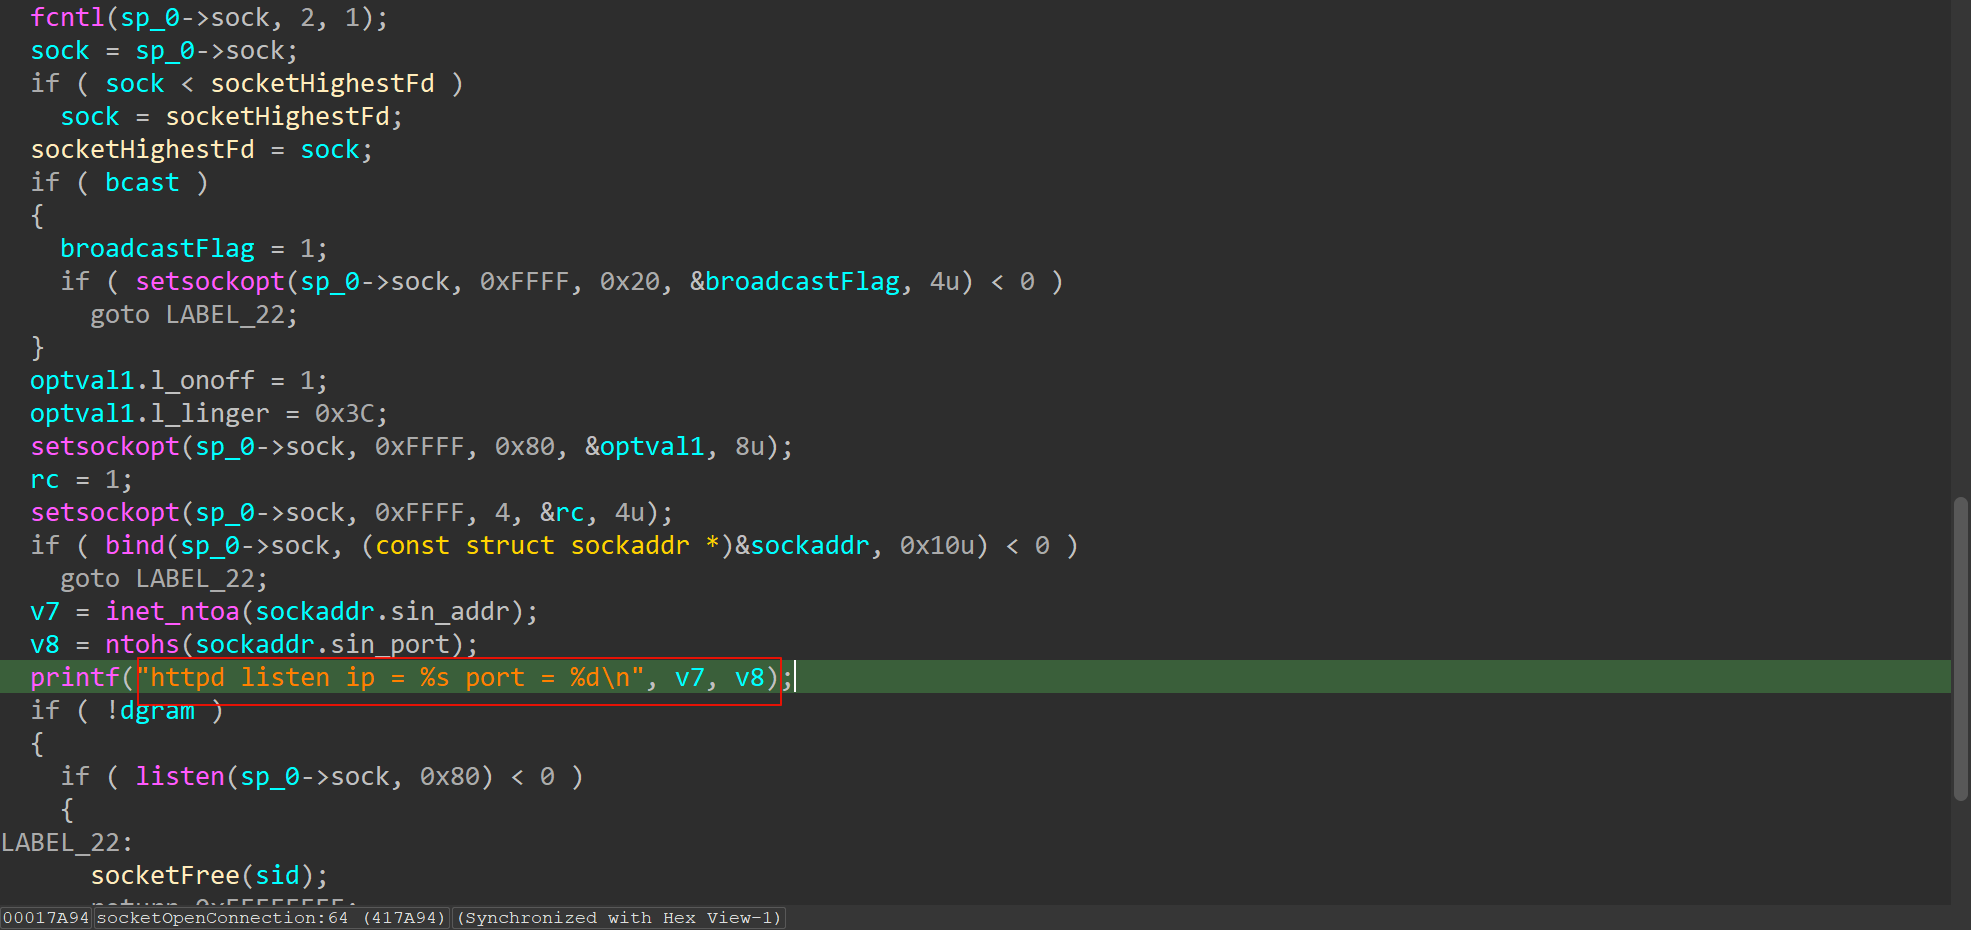 fcntl(sp_0->sock, 2, 1);
sock = sp_0->sock;
if ( sock < socketHighestFd )
sock = socketHighestFd;
socketHighestFd = sock;
if ( bcast )
{
broadcastFlag = 1;
if ( setsockopt(sp_0->sock, 0xFFFF, 0x20, &broadcastFlag, 4u) < 0 )
goto LABEL_22;
}
optval1.l_onoff = 1;
optval1.l_linger = 0x3C;
setsockopt(sp_0->sock, 0xFFFF, 0x80, &optval1, 8u);
rc = 1;
setsockopt(sp_0->sock, 0xFFFF, 4, &rc, 4u);
if ( bind(sp_0->sock, (const struct sockaddr *)&sockaddr, 0x10u) < 0 )
goto LABEL_22;
v7 = inet_ntoa(sockaddr.sin_addr);
v8 = ntohs(sockaddr.sin_port);
printf("httpd listen ip = %s port = %d\n", v7, v8);
if ( !dgram )
{
if ( listen(sp_0->sock, 0x80) < 0 )
{
LABEL_22:
socketFree(sid);
00017A94 socketOpenConnection:64 (417A94) (Synchronized with Hex View-1)